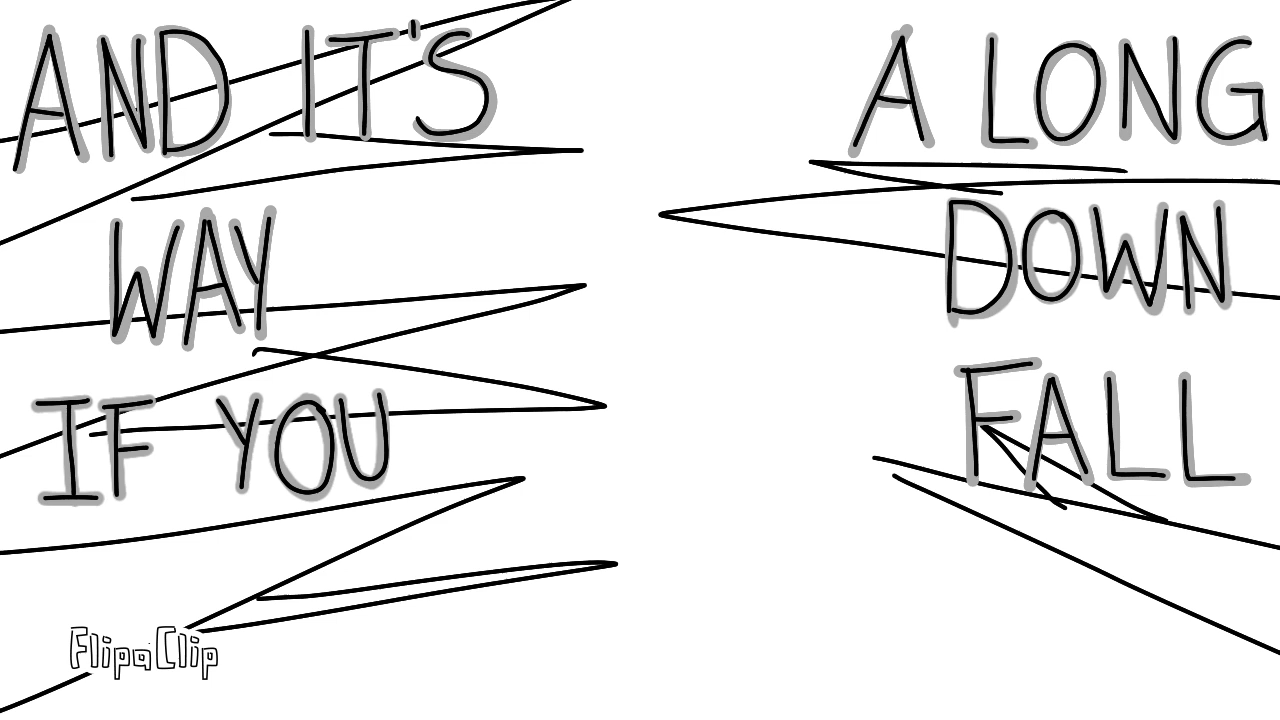 AND IT'S
A LONG
WAY
DOWN
IF YOU
FALL
FlipaClip